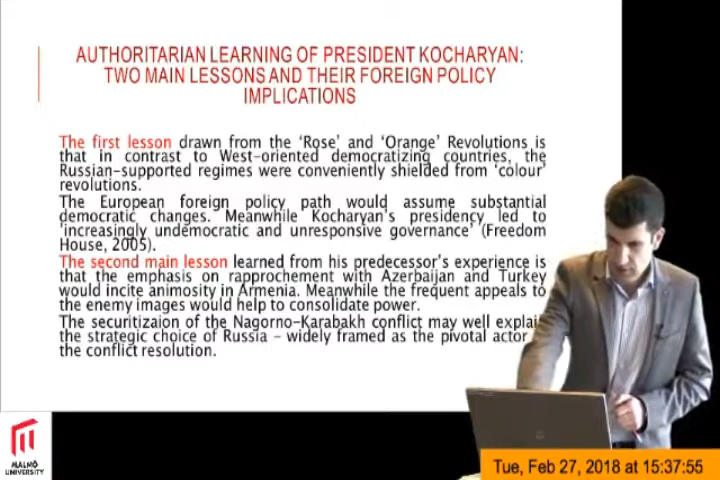 AUTHORITARIAN LEARNING OF PRESIDENT KOCHARYAN:
TWO MAIN LESSONS AND THEIR FOREIGN POLICY
IMPLICATIONS
The first lesson drawn from the 'Rose' and 'Orange' Revolutions is
that in contrast to West-oriented democratizing countries, the
Russian-supported regimes were conveniently shielded from 'colour'
revolutions.
The European foreign policy path would assume substantial
democratic changes. Meanwhile Kocharyan's presidency led to
'increasingly undemocratic and unresponsive governance' (Freedom
House, 2005).
The second main lesson learned from his predecessor's experience is
that the emphasis on rapprochement with Azerbaijan and Turkey
would incite animosity in Armenia. Meanwhile the frequent appeals to
the enemy images would help to consolidate power.
The securitizaion of the Nagorno-Karabakh conflict may well explain
the strategic choice of Russia – widely framed as the pivotal actor
the conflict resolution.
MALMÖ
UNIVERSITY
Tue, Feb 27, 2018 at 15:37:55